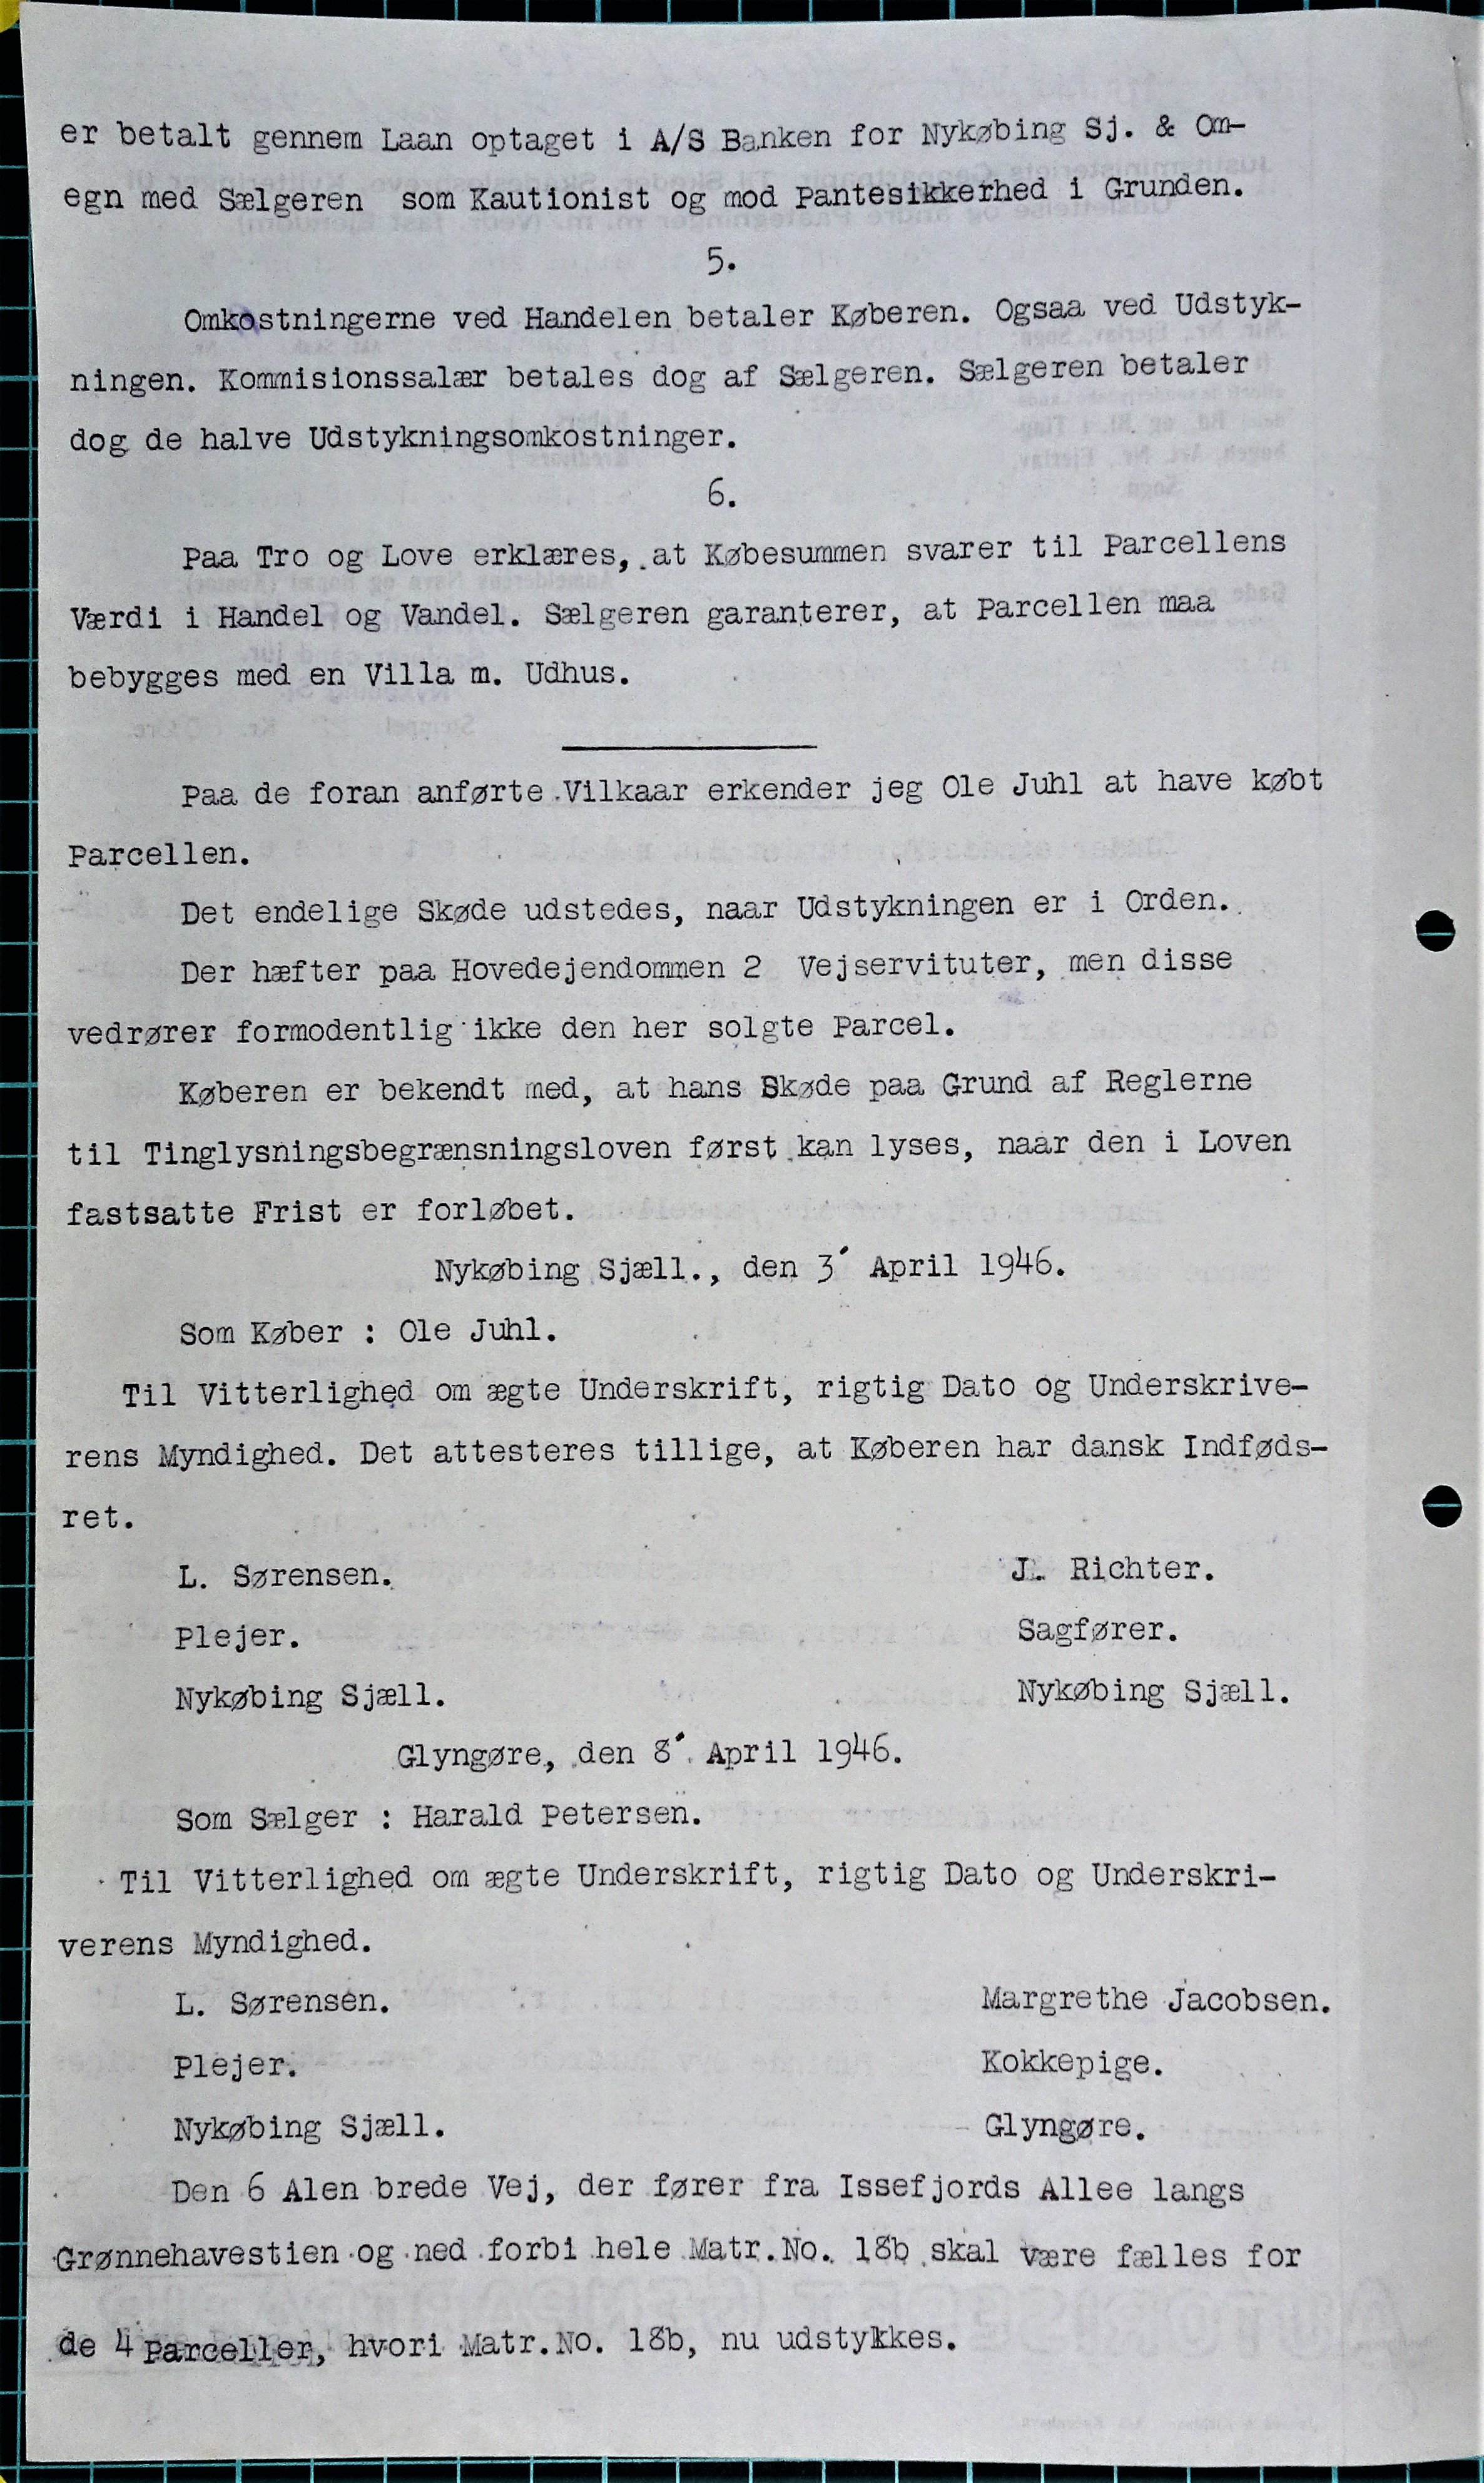 er betalt gennem Laan optaget i A/S Banken for Nykøbing Sj. & Om-
egn med Sælgeren som Kautionist og mod Pantesikkerhed i Grunden.
5.
Omkostningerne ved Handelen betaler Køberen. Ogsaa ved Udstyk-
ningen. Kommisionssalær betales dog af Sælgeren. Sælgeren betaler
dog de halve Udstykningsomkostninger.
6.
Paa Tro og Love erklæres, at Købesummen svarer til Parcellens
Værdi i Handel og Vandel. Sælgeren garanterer, at Parcellen maa
bebygges med en Villa m. Udhus.
Paa de foran anførte Vilkaar erkender jeg Ole Juhl at have købt
Parcellen.
Det endelige Skøde udstedes, naar Udstykningen er i Orden.
Der hæfter paa Hovedejendommen 2 Vejservituter, men disse
vedrører formodentlig ikke den her solgte Parcel.
Køberen er bekendt med, at hans Skøde paa Grund af Reglerne
til Tinglysningsbegrænsningsloven først kan lyses, naar den i Loven
fastsatte Frist er forløbet.
Nykøbing Sjæll., den 3' April 1946.
Som Køber : Ole Juhl.
Til Vitterlighed om ægte Underskrift, rigtig Dato og Underskrive-
rens Myndighed. Det attesteres tillige, at Køberen har dansk Indføds-
ret.
L. Sørensen. J. Richter.
Plejer. Sagfører.
Nykøbing Sjæll. Nykøbing Sjæll.
Glyngøre, den 8' April 1946.
Som Sælger : Harald Petersen.
Til Vitterlighed om ægte Underskrift, rigtig Dato og Underskri-
verens Myndighed.
L. Sørensen. Margrethe Jacobsen.
Plejer. Kokkepige.
Nykøbing Sjæll. Glyngøre.
Den 6 Alen brede Vej, der fører fra Issefjords Allee langs
Grønnehavestien og ned forbi hele Matr.No. 18b skal være fælles for
de 4 Parceller, hvori Matr.No. 18b, nu udstykkes.